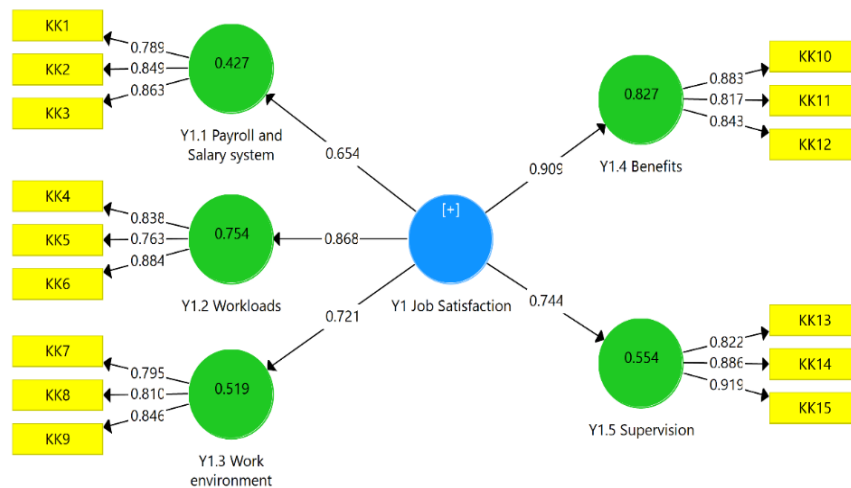 KK1
0.789
0.427
KK2
0.849
KK3
0.863
Y1.1 Payroll and
Salary system
0.654
KK4
0.838
0.754
KK5
0.763
KK6
0.884
Y1.2 Workloads
0.868
KK7
0.795
0.519
KK8
0.810
KK9
0.846
Y1.3 Work
environment
0.721
[+]
Y1 Job Satisfaction
0.909
0.827
0.883
KK10
0.817
KK11
0.843
KK12
Y1.4 Benefits
0.744
0.554
0.822
KK13
0.886
KK14
0.919
KK15
Y1.5 Supervision